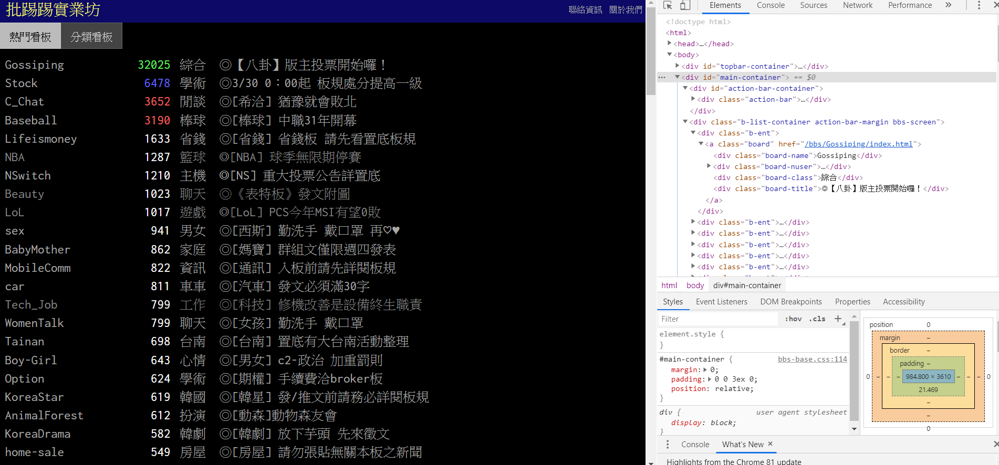 批踢踢實業坊
聯絡資訊 關於我們
熱門看板 分類看板
Gossiping 32025 綜合 ◎【八卦】版主投票開始囉！
Stock 6478 學術 ◎3/30 0：00起 板規處分提高一級
C_Chat 3652 閒談 ◎[希洽] 猶豫就會敗北
Baseball 3190 棒球 ◎[棒球] 中職31年開幕
Lifeismoney 1633 省錢 ◎[省錢] 省錢板 請先看置底板規
NBA 1287 籃球 ◎[NBA] 球季無限期停賽
NSwitch 1210 主機 ◎[NS] 重大投票公告詳置底
Beauty 1023 聊天 ◎《表特板》發文附圖
LoL 1017 遊戲 ◎[LoL] PCS今年MSI有望0敗
sex 941 男女 ◎[西斯] 勤洗手 戴口罩 再♡♥
BabyMother 862 家庭 ◎[媽寶] 群組文僅限週四發表
MobileComm 822 資訊 ◎[通訊] 入板前請先詳閱板規
car 811 車車 ◎[汽車] 發文必須滿30字
Tech_Job 799 工作 ◎[科技] 修機改善是設備終生職責
WomenTalk 799 聊天 ◎[女孩] 勤洗手 戴口罩
Tainan 698 台南 ◎[台南] 置底有大台南活動整理
Boy-Girl 643 心情 ◎[男女] c2-政治 加重罰則
Option 624 學術 ◎[期權] 手續費洽broker板
KoreaStar 619 韓國 ◎[韓星] 發/推文前請務必詳閱板規
AnimalForest 612 扮演 ◎[動森]動物森友會
KoreaDrama 582 韓劇 ◎[韓劇] 放下芋頭 先來徵文
home-sale 549 房屋 ◎[房屋] 請勿張貼無關本板之新聞
Elements Console Sources Network Performance »
<!doctype html>
<html>
<head>…</head>
<body>
<div id="topbar-container">…</div>
<div id="main-container"> == $0
<div id="action-bar-container">
<div class="action-bar">…</div>
</div>
<div class="b-list-container action-bar-margin bbs-screen">
<div class="b-ent">
<a class="board" href="/bbs/Gossiping/index.html">
<div class="board-name">Gossiping</div>
<div class="board-nuser">…</div>
<div class="board-class">綜合</div>
<div class="board-title">◎【八卦】版主投票開始囉！</div>
</a>
</div>
<div class="b-ent">…</div>
<div class="b-ent">…</div>
<div class="b-ent">…</div>
<div class="b-ent">…</div>
<div class="b-ent">…</div>
html body div#main-container
Styles Event Listeners DOM Breakpoints Properties Accessibility
Filter :hov .cls +
element.style {
}
#main-container { bbs-base.css:114
margin: 0;
padding: 0 0 3ex 0;
position: relative;
}
div { user agent stylesheet
display: block;
}
position 0
margin –
border –
padding –
0 – – – 984.800 × 3610 – – – 0
21.469
–
–
0
Console What's New ×
Highlights from the Chrome 81 update